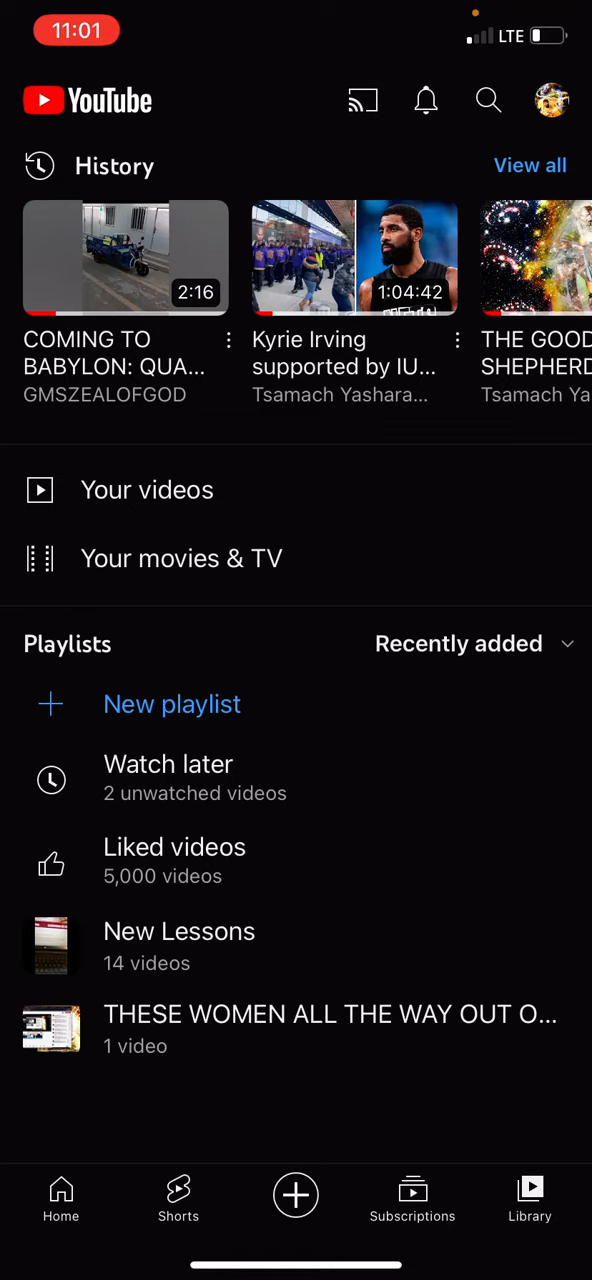 11:01
LTE
YouTube
History
View all
2:16
1:04:42
COMING TO
BABYLON: QUA...
GMSZEALOFGOD
Kyrie Irving
supported by IU...
Tsamach Yashara...
THE GOOD
SHEPHERD
Tsamach Ya
Your videos
Your movies & TV
Playlists
Recently added
New playlist
Watch later
2 unwatched videos
Liked videos
5,000 videos
New Lessons
14 videos
THESE WOMEN ALL THE WAY OUT O...
1 video
Home
Shorts
Subscriptions
Library